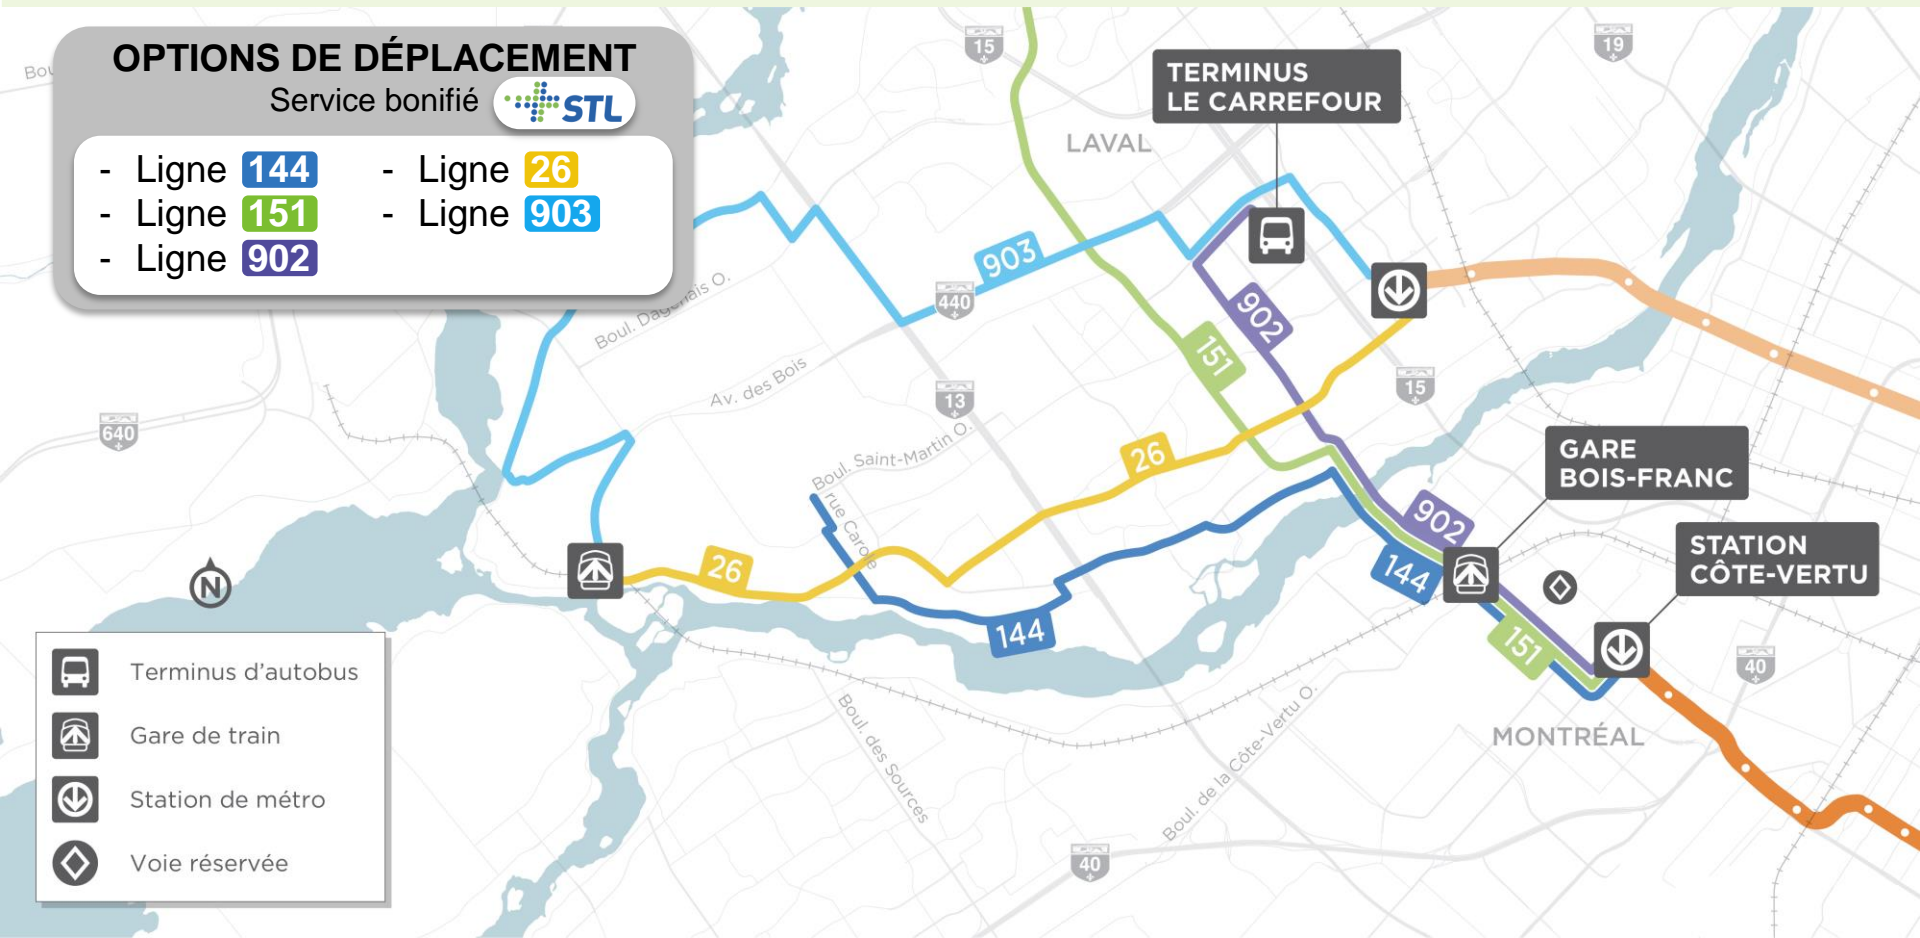 OPTIONS DE DÉPLACEMENT
Service bonifié STL
- Ligne 144
- Ligne 151
- Ligne 902
- Ligne 26
- Ligne 903
15
19
TERMINUS
LE CARREFOUR
LAVAL
903
440
902
151
15
13
640
Av. des Bois
Boul. Saint-Martin O.
rue Carole
26
26
GARE
BOIS-FRANC
902
144
STATION
CÔTE-VERTU
N
144
151
40
MONTRÉAL
Boul. des Sources
Boul. de la Côte-Vertu O.
40
Terminus d'autobus
Gare de train
Station de métro
Voie réservée